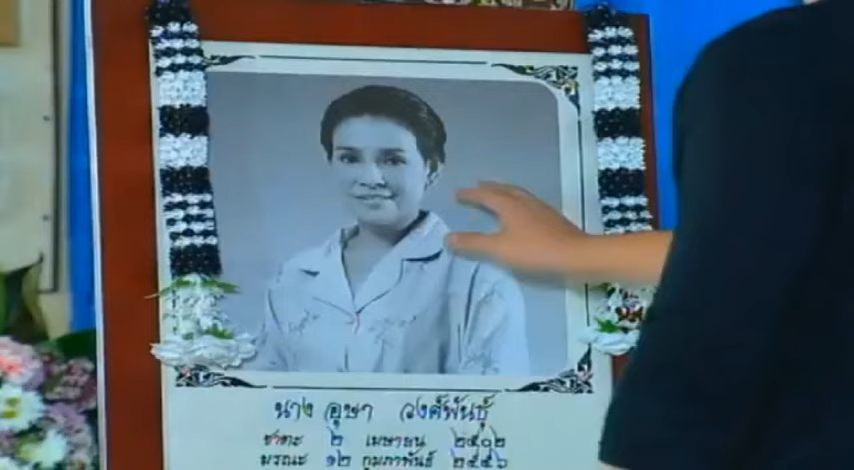 นาง อุษา วงศ์พันธุ์
ชาตะ ๒ เมษายน ๒๔๐๒
มรณะ ๑๒ กุมภาพันธ์ ๒๕๔๖